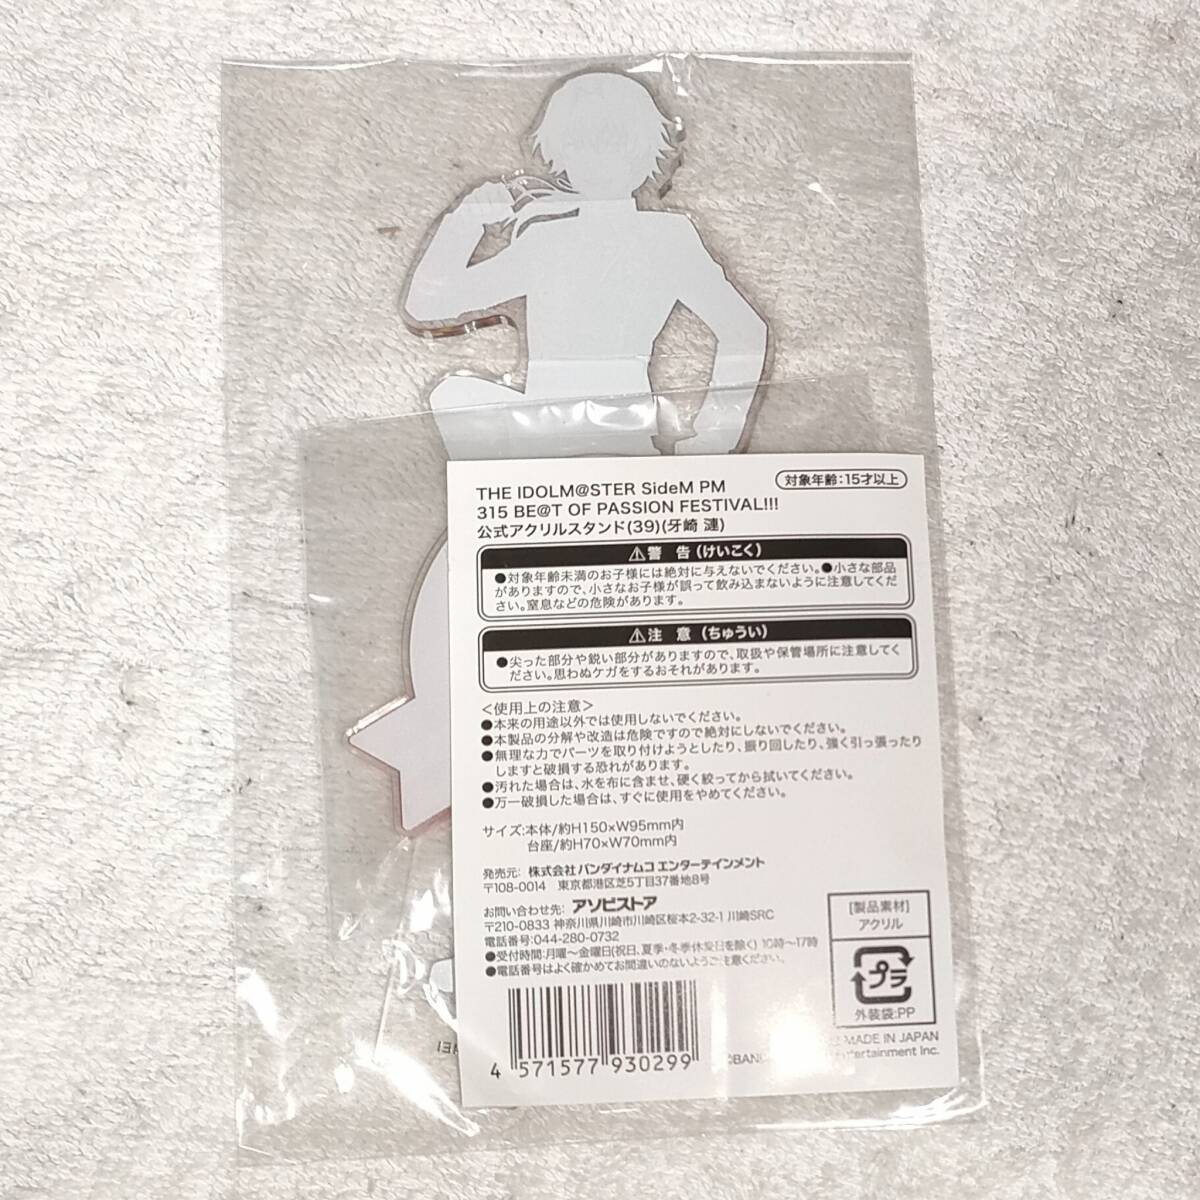 THE IDOLM@STER SideM PM
対象年齢:15才以上
315 BE@T OF PASSION FESTIVAL!!!
公式アクリルスタンド(39)(牙崎 漣)
⚠警 告(けいこく)
●対象年齢未満のお子様には絶対に与えないでください。●小さな部品
がありますので、小さなお子様が誤って飲み込まないように注意してくだ
さい。窒息などの危険があります。
⚠注 意(ちゅうい)
●尖った部分や鋭い部分がありますので、取扱や保管場所に注意してく
ださい。思わぬケガをするおそれがあります。
＜使用上の注意＞
●本来の用途以外では使用しないでください。
●本製品の分解や改造は危険ですので絶対にしないでください。
●無理な力でパーツを取り付けようとしたり、振り回したり、強く引っ張ったり
しますと破損する恐れがあります。
●汚れた場合は、水を布に含ませ、硬く絞ってから拭いてください。
●万一破損した場合は、すぐに使用をやめてください。
サイズ:本体/約H150×W95mm内
台座/約H70×W70mm内
発売元: 株式会社 バンダイナムコ エンターテインメント
〒108-0014 東京都港区芝5丁目37番地8号
お問い合わせ先: アソビストア
〒210-0833 神奈川県川崎市川崎区桜本2-32-1 川崎SRC
電話番号:044-280-0732
●受付時間:月曜～金曜日(祝日、夏季・冬季休業日を除く) 10時～17時
●電話番号はよく確かめてお間違いのないようご注意ください。
[製品素材]
アクリル
プラ
外装袋:PP
MADE IN JAPAN
Entertainment Inc.
4 571577 930299